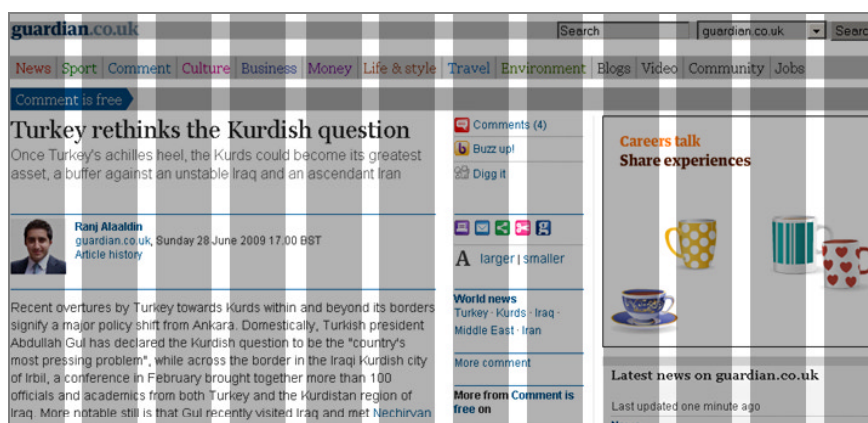 guardian.co.uk
Search
guardian.co.uk
Searc
News Sport Comment Culture Business Money Life & style Travel Environment Blogs Video Community Jobs
Comment is free
Turkey rethinks the Kurdish question
Once Turkey's achilles heel, the Kurds could become its greatest
asset, a buffer against an unstable Iraq and an ascendant Iran
Ranj Alaaldin
guardian.co.uk, Sunday 28 June 2009 17.00 BST
Article history
Recent overtures by Turkey towards Kurds within and beyond its borders
signify a major policy shift from Ankara. Domestically, Turkish president
Abdullah Gul has declared the Kurdish question to be the "country's
most pressing problem", while across the border in the Iraqi Kurdish city
of Irbil, a conference in February brought together more than 100
officials and academics from both Turkey and the Kurdistan region of
Iraq. More notable still is that Gul recently visited Iraq and met Nechirvan
Comments (4)
Buzz up!
Digg it
A larger | smaller
World news
Turkey · Kurds · Iraq ·
Middle East · Iran
More comment
More from Comment is
free on
Careers talk
Share experiences
Latest news on guardian.co.uk
Last updated one minute ago